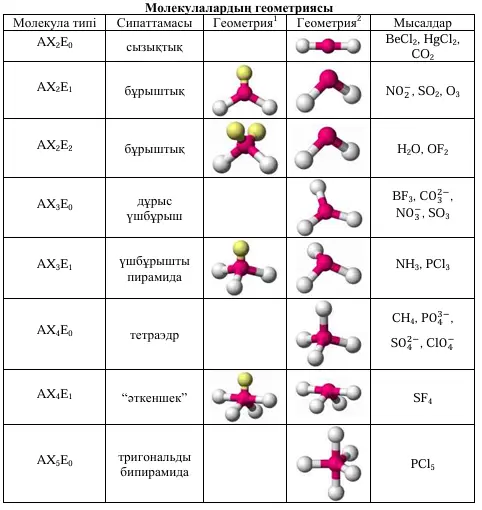 Молекулалардың геометриясы
Молекула типі Сипаттамасы Геометрия¹ Геометрия² Мысалдар
AX₂E₀ сызықтық BeCl₂, HgCl₂,
CO₂
AX₂E₁ бұрыштық NO₂⁻, SO₂, O₃
AX₂E₂ бұрыштық H₂O, OF₂
AX₃E₀ дұрыс
үшбұрыш
BF₃, CO₃²⁻,
NO₃⁻, SO₃
AX₃E₁ үшбұрышты
пирамида
NH₃, PCl₃
AX₄E₀ тетраэдр
CH₄, PO₄³⁻,
SO₄²⁻, ClO₄⁻
AX₄E₁ “әткеншек” SF₄
AX₅E₀ тригональды
бипирамида
PCl₅